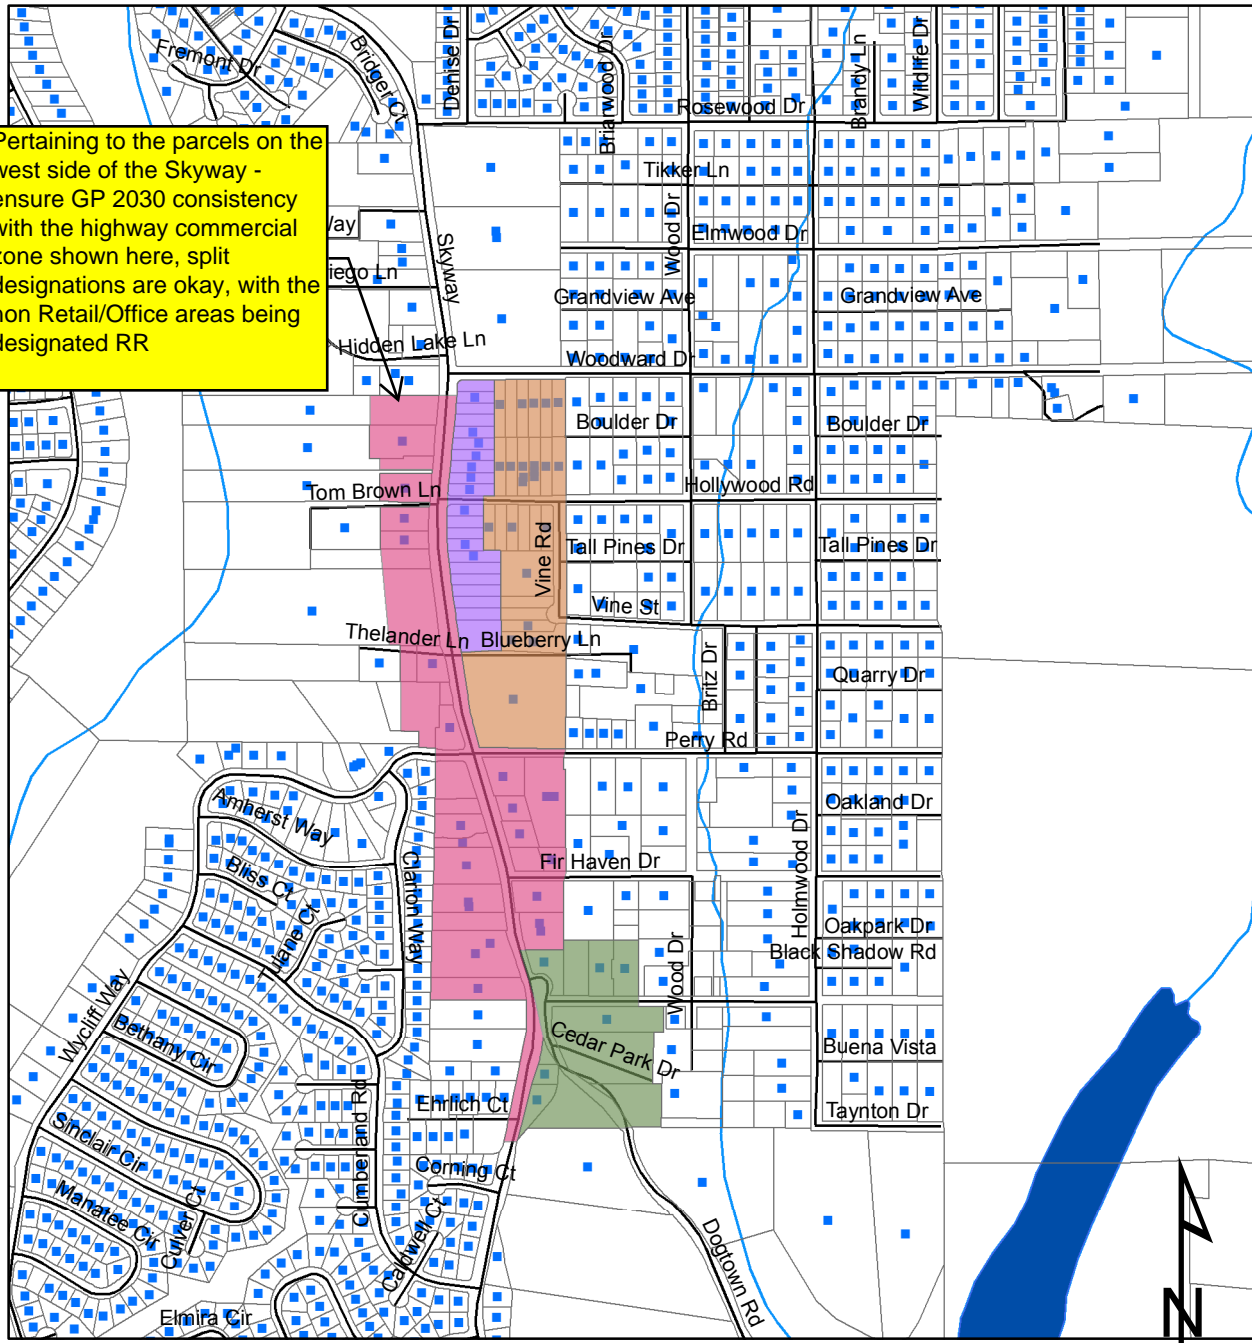 Fremont Dr
Bridger Ct
Denise Dr
Briarwood Dr
Rosewood Dr
Brandy Ln
Wildlife Dr
Pertaining to the parcels on the
west side of the Skyway -
ensure GP 2030 consistency
with the highway commercial
zone shown here, split
designations are okay, with the
non Retail/Office areas being
designated RR
Tikker Ln
Way
Skyway
Wood Dr
Elmwood Dr
iego Ln
Grandview Ave
Grandview Ave
Hidden Lake Ln
Woodward Dr
Boulder Dr
Boulder Dr
Tom Brown Ln
Hollywood Rd
Vine Rd
Tall Pines Dr
Tall Pines Dr
Vine St
Thelander Ln
Blueberry Ln
Britz Dr
Quarry Dr
Perry Rd
Amherst Way
Oakland Dr
Bliss Ct
Clanton Way
Fir Haven Dr
Holmwood Dr
Tulane Ct
Oakpark Dr
Black Shadow Rd
Wood Dr
Wycliff Way
Bethany Cir
Cedar Park Dr
Buena Vista
Cumberland Rd
Ehrlich Ct
Taynton Dr
Sinclair Cir
Corning Ct
Manatee Cir
Culver Ct
Caldwell Ct
Dogtown Rd
Elmira Cir
N